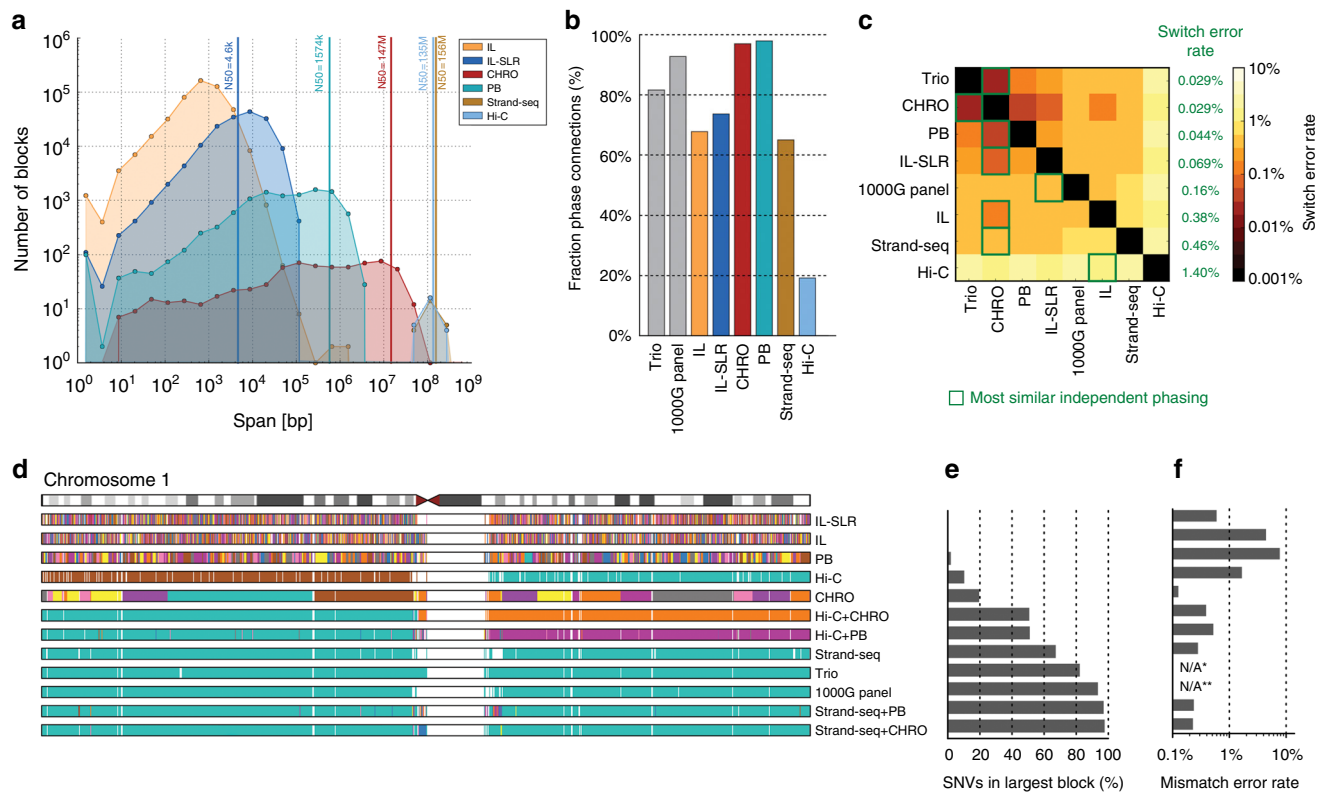 a
Number of blocks
10^6
10^5
10^4
10^3
10^2
10^1
10^0
10^0
10^1
10^2
10^3
10^4
10^5
10^6
10^7
10^8
10^9
Span [bp]
N50=4.6k
N50=1574k
N50=147M
N50=135M
N50=156M
IL
IL-SLR
CHRO
PB
Strand-seq
Hi-C
b
Fraction phase connections (%)
100%
80%
60%
40%
20%
0%
Trio
1000G panel
IL
IL-SLR
CHRO
PB
Strand-seq
Hi-C
c
Switch error
rate
Trio
CHRO
PB
IL-SLR
1000G panel
IL
Strand-seq
Hi-C
0.029%
0.029%
0.044%
0.069%
0.16%
0.38%
0.46%
1.40%
10%
1%
0.1%
0.01%
0.001%
Switch error rate
Trio
CHRO
PB
IL-SLR
1000G panel
IL
Strand-seq
Hi-C
Most similar independent phasing
d
Chromosome 1
IL-SLR
IL
PB
Hi-C
CHRO
Hi-C+CHRO
Hi-C+PB
Strand-seq
Trio
1000G panel
Strand-seq+PB
Strand-seq+CHRO
e
0
20
40
60
80
100
SNVs in largest block (%)
f
N/A*
N/A**
0.1%
1%
10%
Mismatch error rate